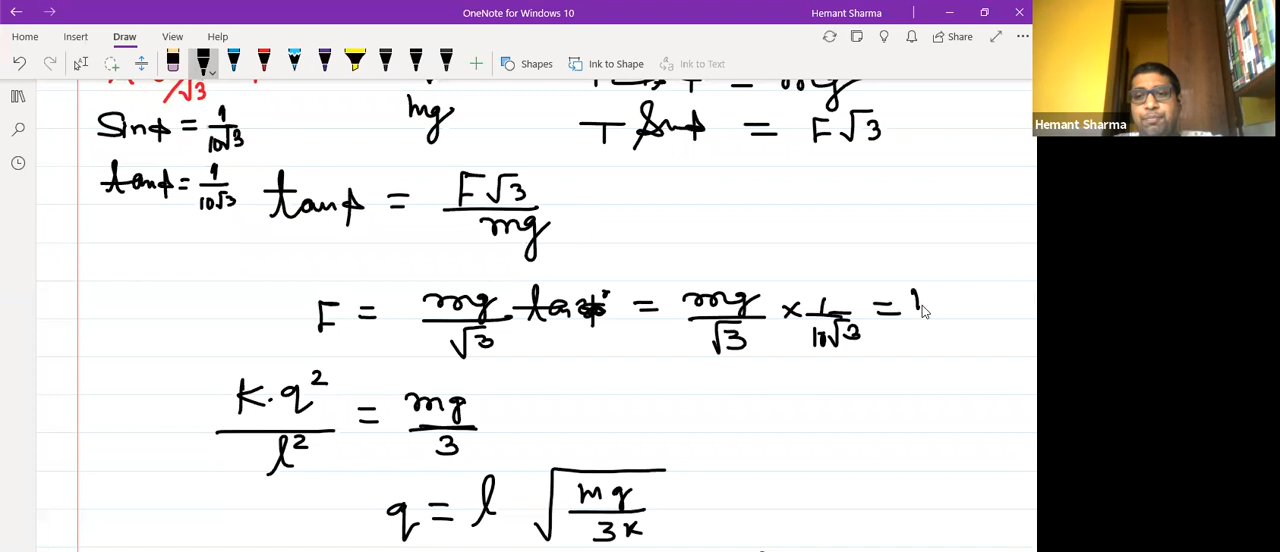 OneNote for Windows 10
Hemant Sharma
Home Insert Draw View Help
Share
Shapes
Ink to Shape
Ink to Text
Hemant Sharma
/√3
mg
Sinϕ = 1/10√3
T Sinϕ = F√3
tanϕ = 1/10√3
tanϕ = F√3/mg
F = mg/√3 tanϕ = mg/√3 × 1/10√3 = 1
K·q²/l² = mg/3
q = l √mg/3K